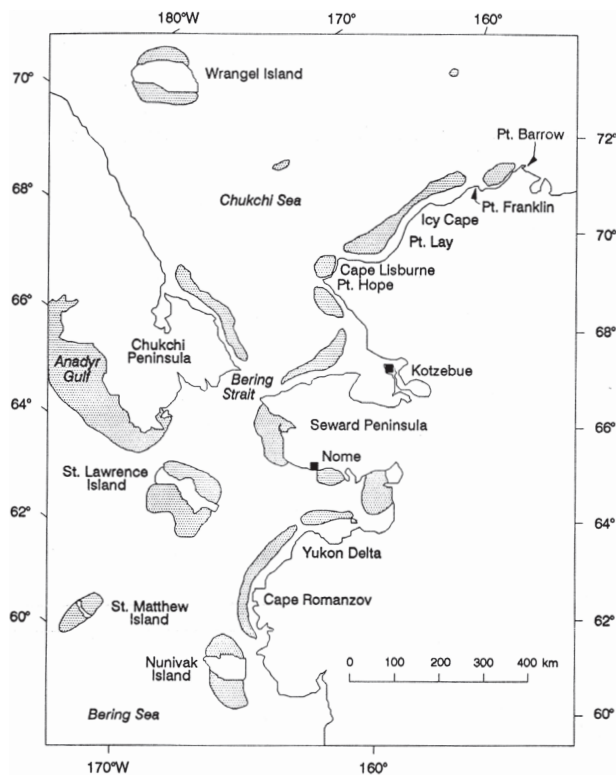 180°W
170°
160°
70°
Wrangel Island
Pt. Barrow
72°
68°
Chukchi Sea
Pt. Franklin
Icy Cape
Pt. Lay
70°
Cape Lisburne
Pt. Hope
66°
Chukchi
Peninsula
68°
Anadyr
Gulf
Bering
Strait
Kotzebue
64°
Seward Peninsula
66°
Nome
St. Lawrence
Island
62°
64°
Yukon Delta
St. Matthew
Island
Cape Romanzov
60°
62°
Nunivak
Island
0 100 200 300 400 km
Bering Sea
60°
170°W
160°